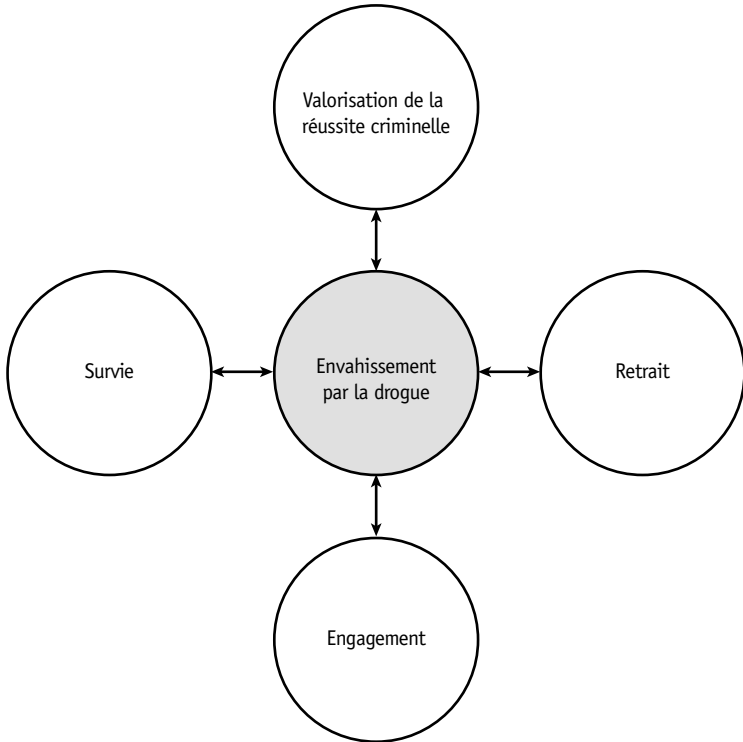 Valorisation de la
réussite criminelle
Survie
Envahissement
par la drogue
Retrait
Engagement